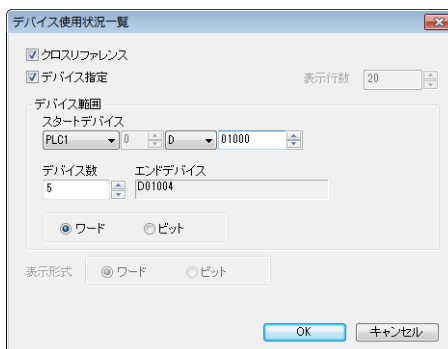 デバイス使用状況一覧
クロスリファレンス
デバイス指定 表示行数 20
デバイス範囲
スタートデバイス
PLC1 0 D 01000
デバイス数 エンドデバイス
5 D01004
ワード ビット
表示形式 ワード ビット
OK キャンセル